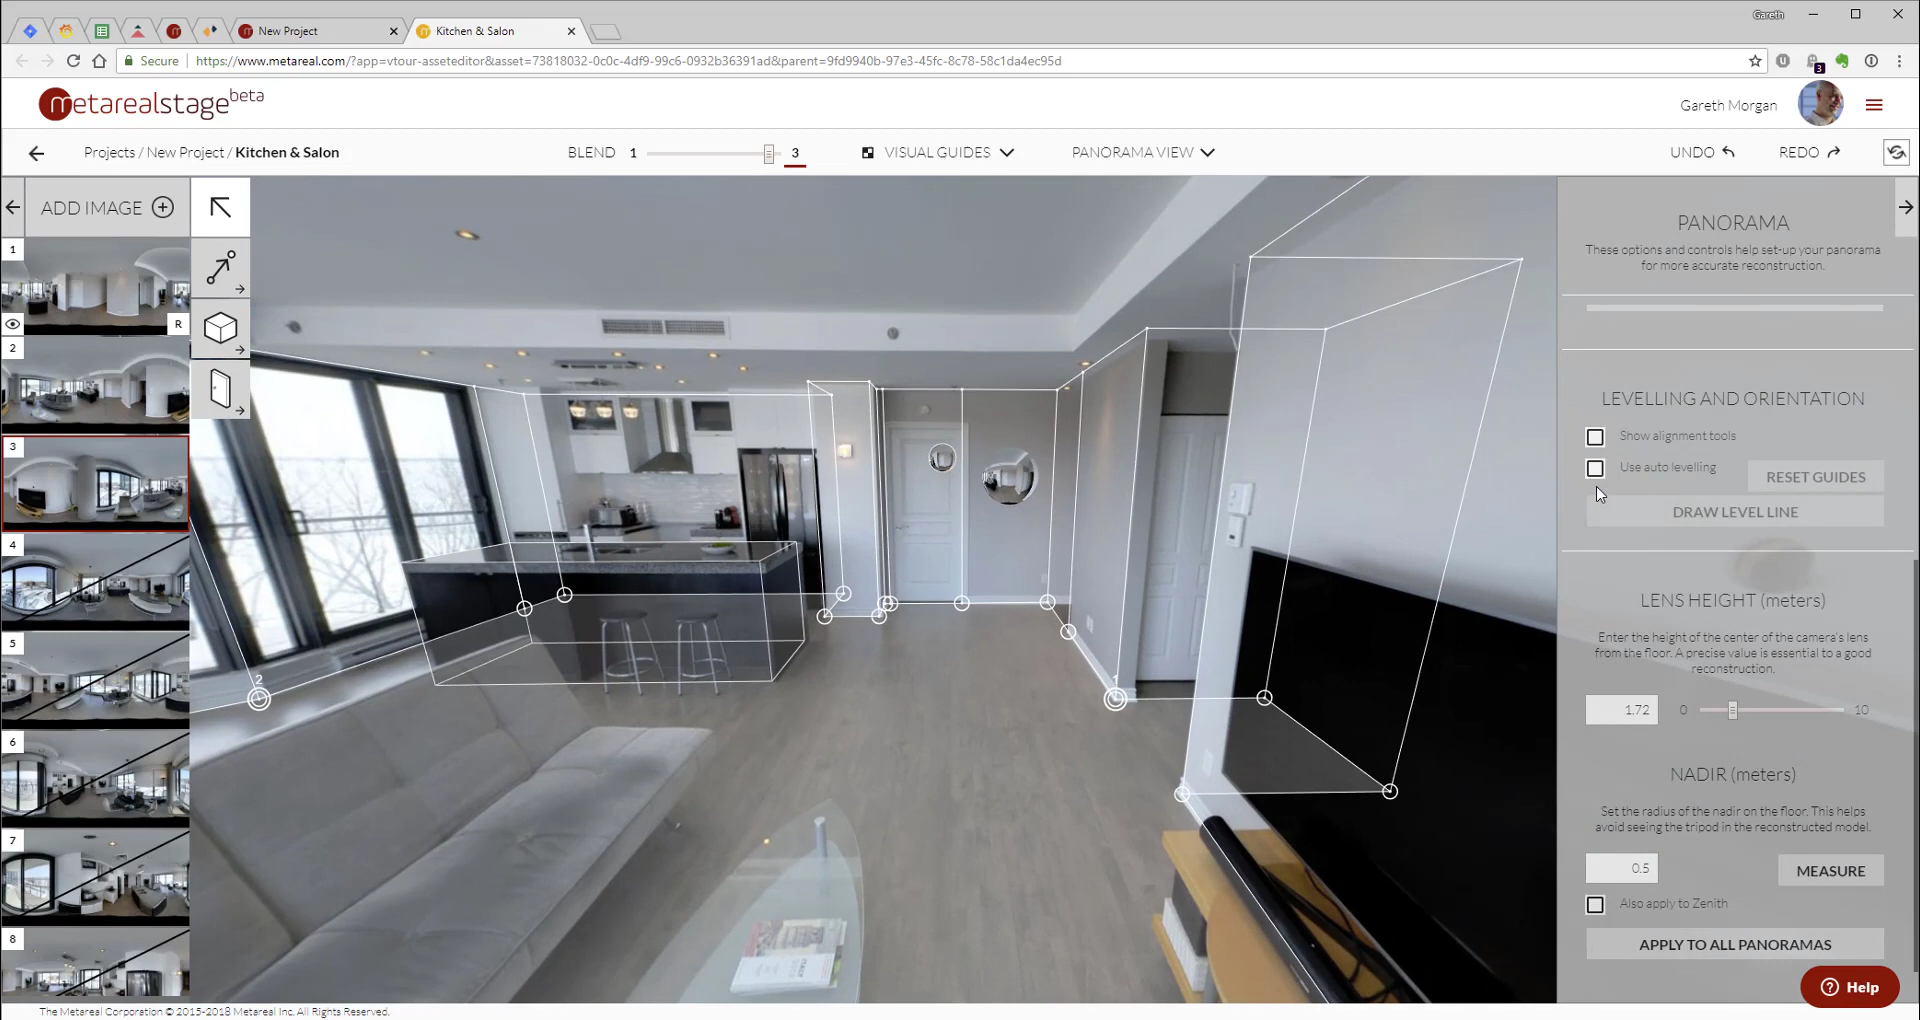 Gareth
New Project
Kitchen & Salon
Secure
https://www.metareal.com/?app=vtour-asseteditor&asset=73818032-0c0c-4df9-99c6-0932b36391ad&parent=9fd9940b-97e3-45fc-8c78-58c1da4ec95d
3
metarealstage beta
Gareth Morgan
Projects / New Project / Kitchen & Salon
BLEND 1 3
VISUAL GUIDES
PANORAMA VIEW
UNDO
REDO
ADD IMAGE
1
R
2
3
4
5
6
7
8
2
1
PANORAMA
These options and controls help set-up your panorama
for more accurate reconstruction.
LEVELLING AND ORIENTATION
Show alignment tools
Use auto levelling
RESET GUIDES
DRAW LEVEL LINE
LENS HEIGHT (meters)
Enter the height of the center of the camera's lens
from the floor. A precise value is essential to a good
reconstruction.
1.72 0 10
NADIR (meters)
Set the radius of the nadir on the floor. This helps
avoid seeing the tripod in the reconstructed model.
0.5
MEASURE
Also apply to Zenith
APPLY TO ALL PANORAMAS
Help
The Metareal Corporation © 2015-2018 Metareal Inc. All Rights Reserved.